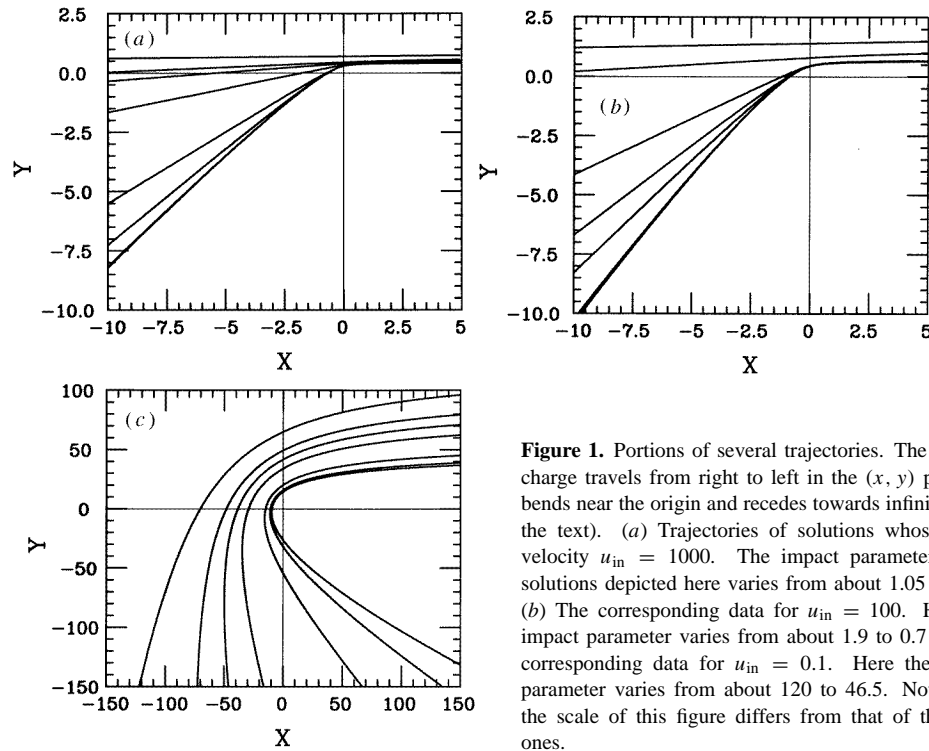 2.5
0.0
-2.5
-5.0
-7.5
-10.0
Y
(a)
-10 -7.5 -5 -2.5 0 2.5 5
X
2.5
0.0
-2.5
-5.0
-7.5
-10.0
Y
(b)
-10 -7.5 -5 -2.5 0 2.5 5
X
100
50
0
-50
-100
-150
Y
(c)
-150 -100 -50 0 50 100 150
X
Figure 1. Portions of several trajectories. The
charge travels from right to left in the (x, y) p
bends near the origin and recedes towards infini
the text). (a) Trajectories of solutions whos
velocity u_in = 1000. The impact parameter
solutions depicted here varies from about 1.05
(b) The corresponding data for u_in = 100.
impact parameter varies from about 1.9 to 0.7
corresponding data for u_in = 0.1. Here the
parameter varies from about 120 to 46.5. No
the scale of this figure differs from that of th
ones.